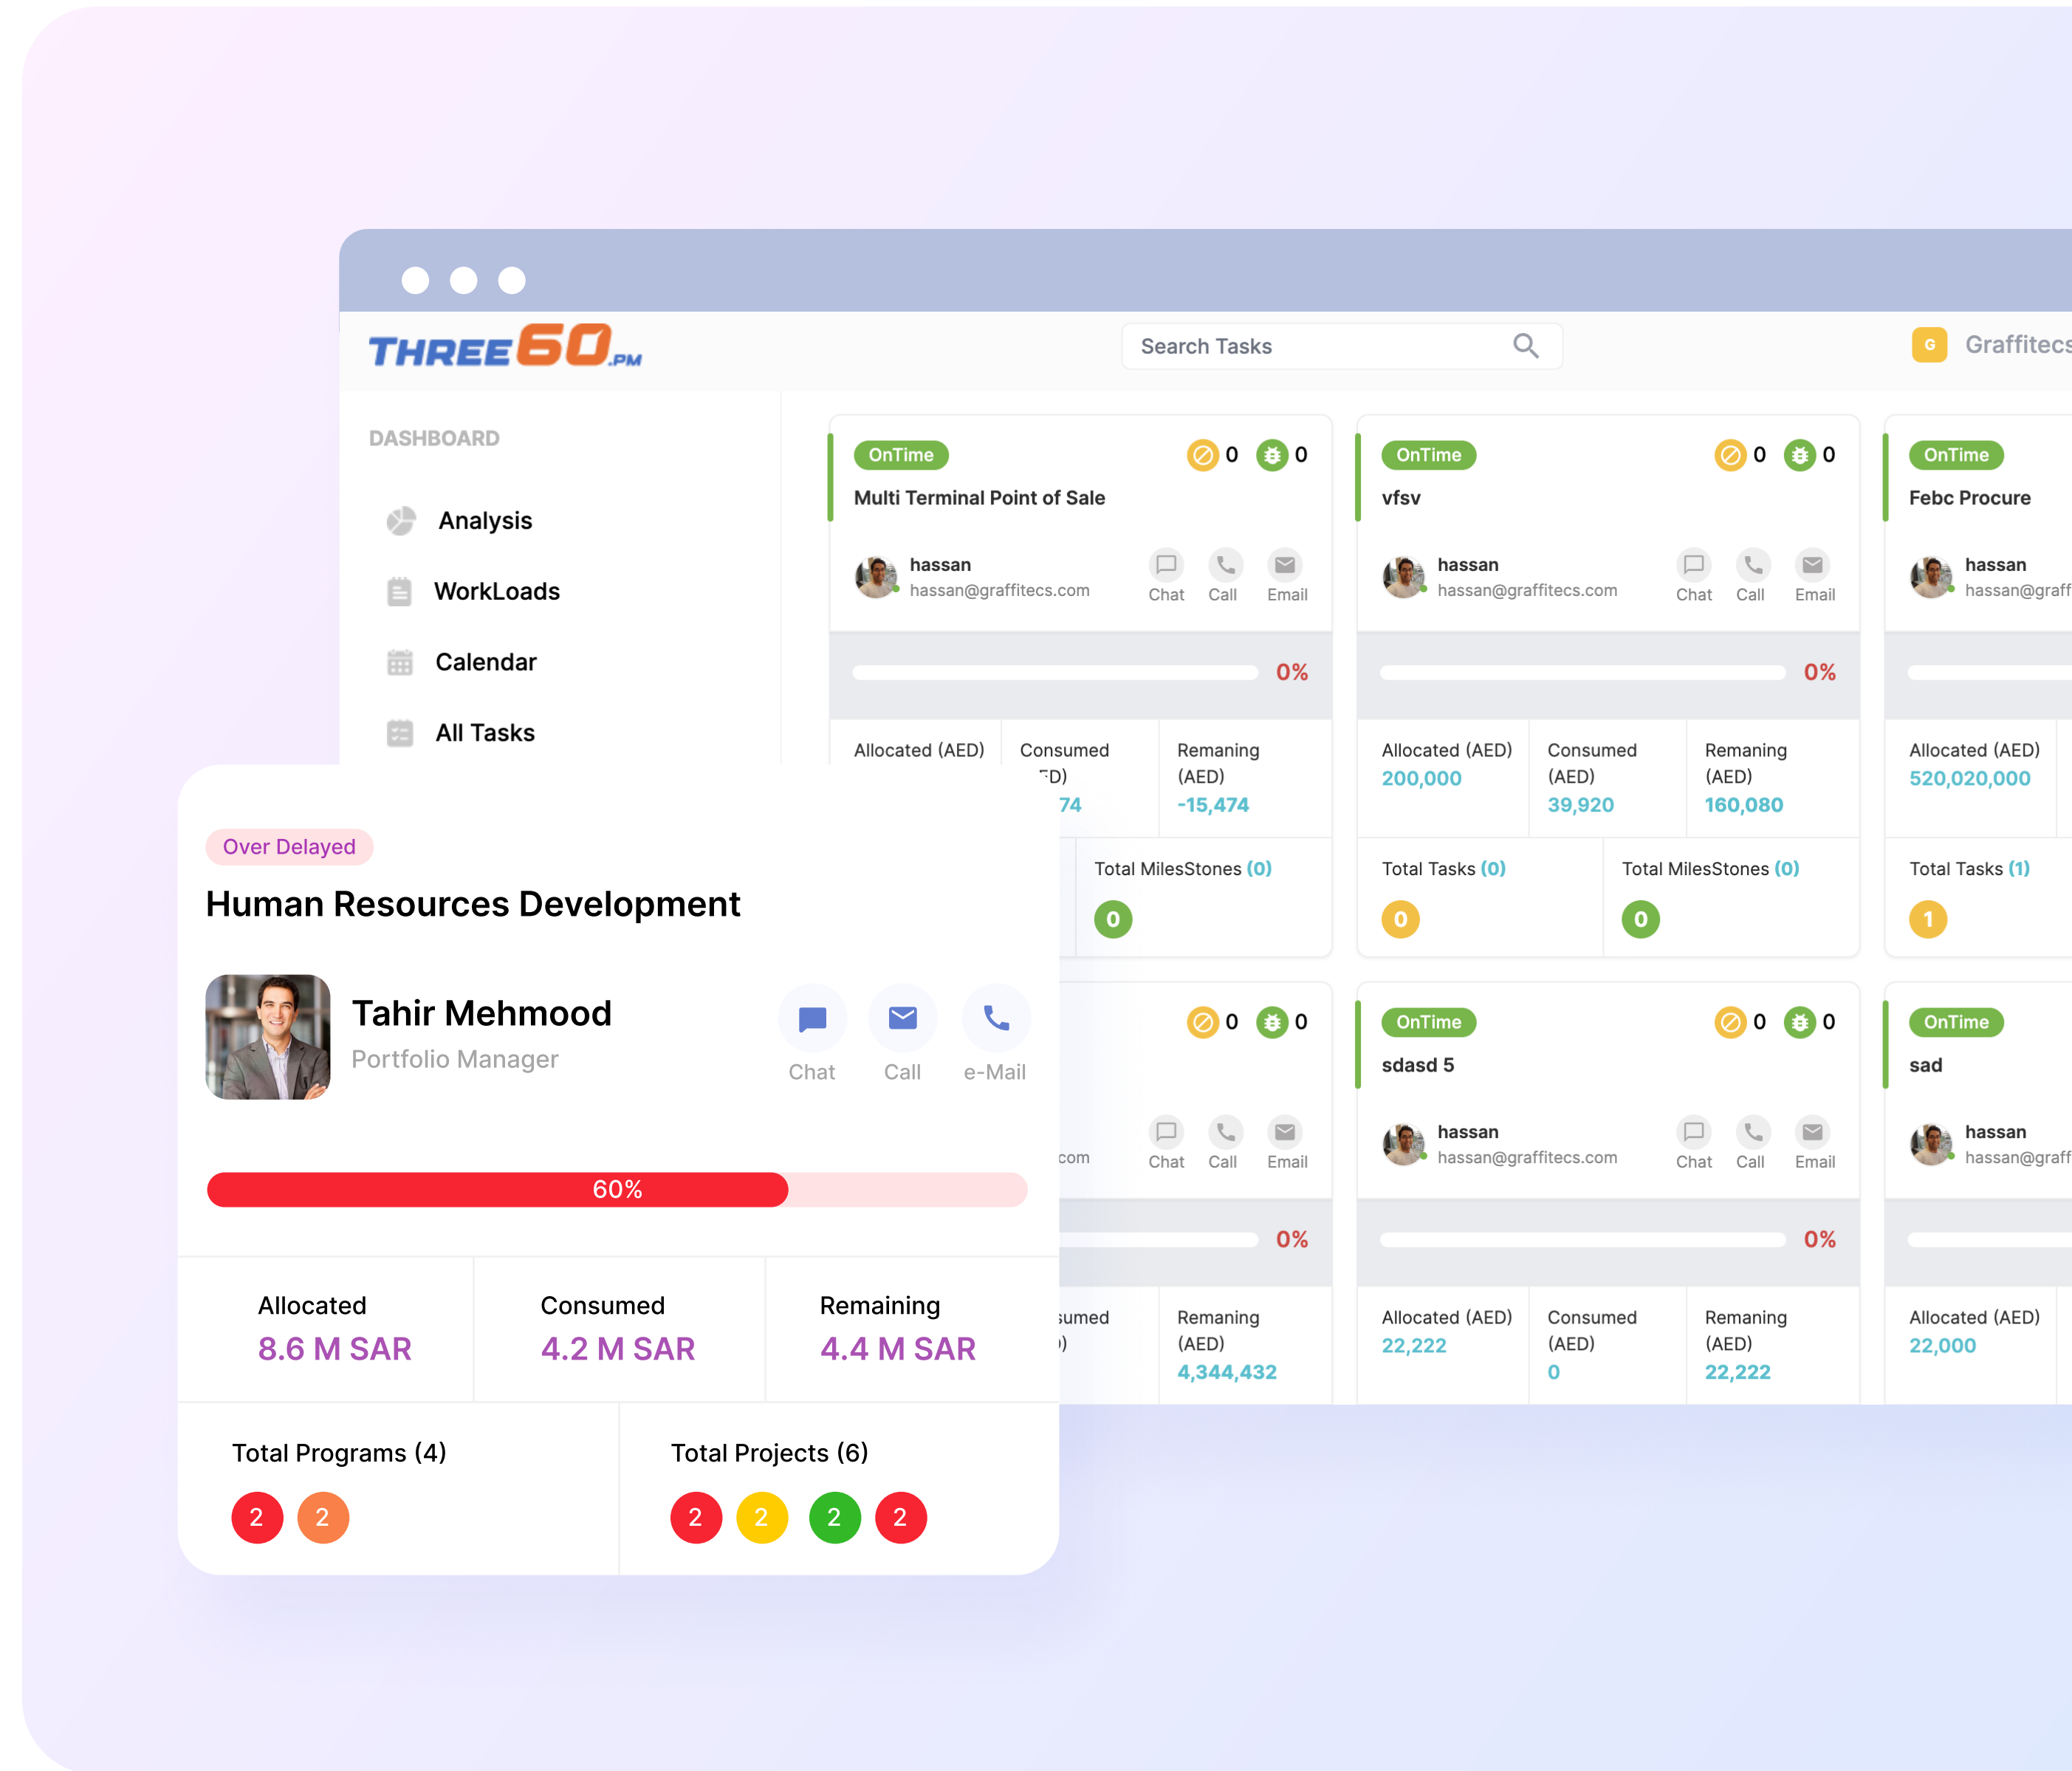 THREE60.PM
Search Tasks
G Graffitecs
DASHBOARD
Analysis
WorkLoads
Calendar
All Tasks
OnTime 0 0
Multi Terminal Point of Sale
hassan
hassan@graffitecs.com
Chat Call Email
0%
Allocated (AED) Consumed Remaning
(AED)
74 -15,474
Total MilesStones (0)
0
OnTime 0 0
vfsv
hassan
hassan@graffitecs.com
Chat Call Email
0%
Allocated (AED) Consumed Remaning
200,000 (AED) (AED)
39,920 160,080
Total Tasks (0) Total MilesStones (0)
0 0
OnTime
Febc Procure
hassan
hassan@graff
Allocated (AED)
520,020,000
Total Tasks (1)
1
0 0
com
Chat Call Email
0%
sumed Remaning
(AED)
4,344,432
OnTime 0 0
sdasd 5
hassan
hassan@graffitecs.com
Chat Call Email
0%
Allocated (AED) Consumed Remaning
22,222 (AED) (AED)
0 22,222
OnTime
sad
hassan
hassan@graff
Allocated (AED)
22,000
Over Delayed
Human Resources Development
Tahir Mehmood
Portfolio Manager
Chat Call e-Mail
60%
Allocated Consumed Remaining
8.6 M SAR 4.2 M SAR 4.4 M SAR
Total Programs (4) Total Projects (6)
2 2 2 2 2 2